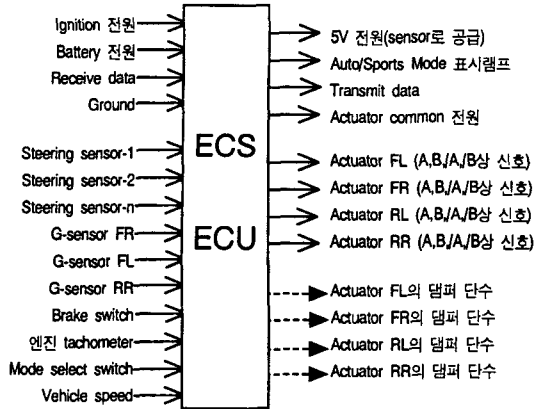 Ignition 전원
Battery 전원
Receive data
Ground
Steering sensor-1
Steering sensor-2
Steering sensor-n
G-sensor FR
G-sensor FL
G-sensor RR
Brake switch
엔진 tachometer
Mode select switch
Vehicle speed
ECS
ECU
5V 전원(sensor로 공급)
Auto/Sports Mode 표시램프
Transmit data
Actuator common 전원
Actuator FL (A,B,/A,/B상 신호)
Actuator FR (A,B,/A,/B상 신호)
Actuator RL (A,B,/A,/B상 신호)
Actuator RR (A,B,/A,/B상 신호)
Actuator FL의 댐퍼 단수
Actuator FR의 댐퍼 단수
Actuator RL의 댐퍼 단수
Actuator RR의 댐퍼 단수